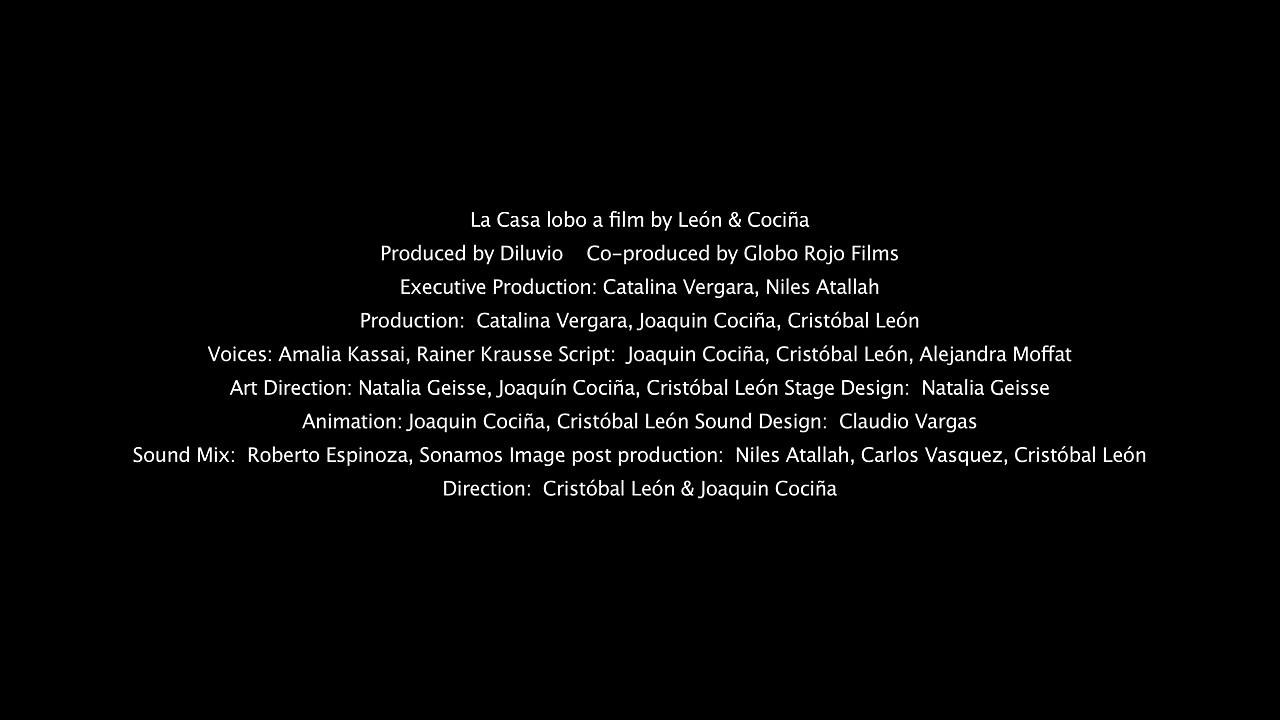 La Casa lobo a film by León & Cociña
Produced by Diluvio    Co-produced by Globo Rojo Films
Executive Production: Catalina Vergara, Niles Atallah
Production:  Catalina Vergara, Joaquin Cociña, Cristóbal León
Voices: Amalia Kassai, Rainer Krausse Script:  Joaquin Cociña, Cristóbal León, Alejandra Moffat
Art Direction: Natalia Geisse, Joaquín Cociña, Cristóbal León Stage Design:  Natalia Geisse
Animation: Joaquin Cociña, Cristóbal León Sound Design:  Claudio Vargas
Sound Mix:  Roberto Espinoza, Sonamos Image post production:  Niles Atallah, Carlos Vasquez, Cristóbal León
Direction:  Cristóbal León & Joaquin Cociña